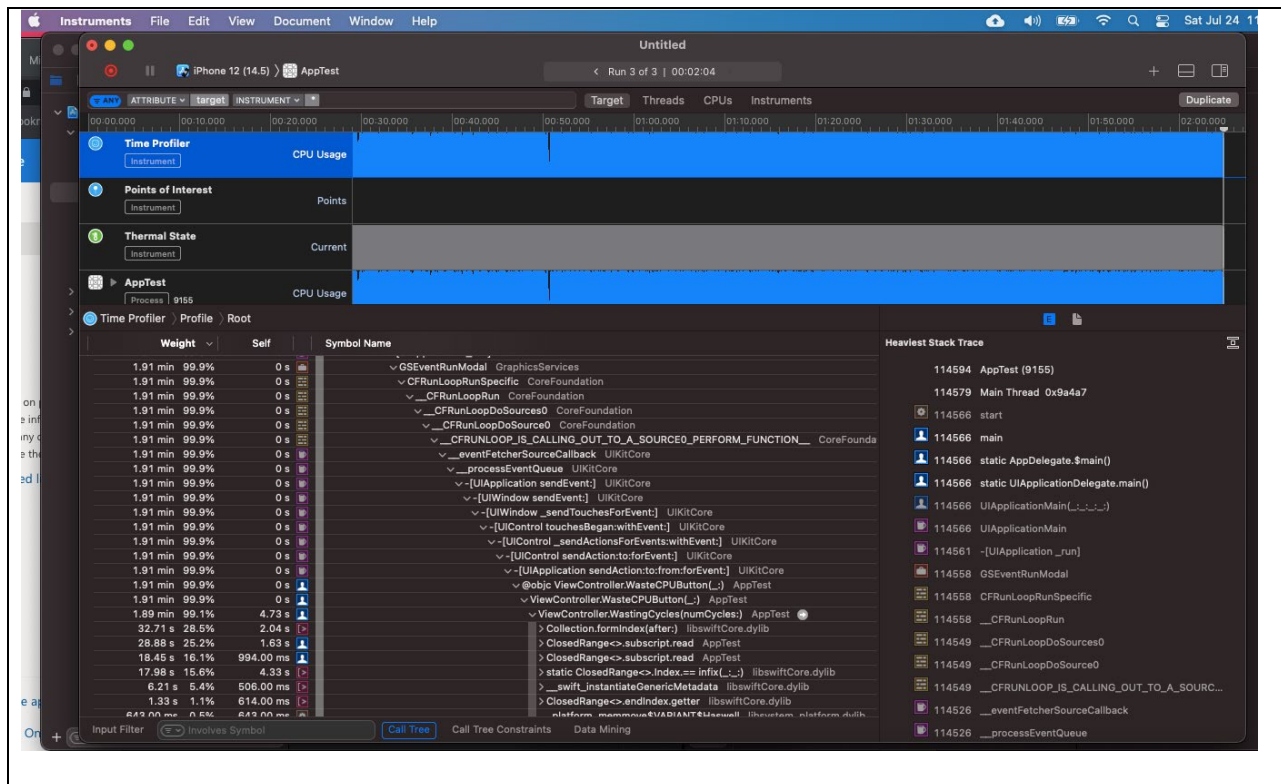 Instruments File Edit View Document Window Help Sat Jul 24 11
Untitled
iPhone 12 (14.5) AppTest < Run 3 of 3 | 00:02:04
ANY ATTRIBUTE target INSTRUMENT * Target Threads CPUs Instruments Duplicate
00:00.000 00:10.000 00:20.000 00:30.000 00:40.000 00:50.000 01:00.000 01:10.000 01:20.000 01:30.000 01:40.000 01:50.000 02:00.000
Time Profiler
Instrument
CPU Usage
Points of Interest
Instrument
Points
Thermal State
Instrument
Current
AppTest
Process 9155
CPU Usage
Time Profiler Profile Root
Weight Self Symbol Name
1.91 min 99.9% 0 s GSEventRunModal GraphicsServices
1.91 min 99.9% 0 s CFRunLoopRunSpecific CoreFoundation
1.91 min 99.9% 0 s __CFRunLoopRun CoreFoundation
1.91 min 99.9% 0 s __CFRunLoopDoSources0 CoreFoundation
1.91 min 99.9% 0 s __CFRunLoopDoSource0 CoreFoundation
1.91 min 99.9% 0 s __CFRUNLOOP_IS_CALLING_OUT_TO_A_SOURCE0_PERFORM_FUNCTION__ CoreFounda
1.91 min 99.9% 0 s __eventFetcherSourceCallback UIKitCore
1.91 min 99.9% 0 s __processEventQueue UIKitCore
1.91 min 99.9% 0 s -[UIApplication sendEvent:] UIKitCore
1.91 min 99.9% 0 s -[UIWindow sendEvent:] UIKitCore
1.91 min 99.9% 0 s -[UIWindow _sendTouchesForEvent:] UIKitCore
1.91 min 99.9% 0 s -[UIControl touchesBegan:withEvent:] UIKitCore
1.91 min 99.9% 0 s -[UIControl _sendActionsForEvents:withEvent:] UIKitCore
1.91 min 99.9% 0 s -[UIControl sendAction:to:forEvent:] UIKitCore
1.91 min 99.9% 0 s -[UIApplication sendAction:to:from:forEvent:] UIKitCore
1.91 min 99.9% 0 s @objc ViewController.WasteCPUButton(_:) AppTest
1.91 min 99.9% 0 s ViewController.WasteCPUButton(_:) AppTest
1.89 min 99.1% 4.73 s ViewController.WastingCycles(numCycles:) AppTest
32.71 s 28.5% 2.04 s Collection.formIndex(after:) libswiftCore.dylib
28.88 s 25.2% 1.63 s ClosedRange<>.subscript.read AppTest
18.45 s 16.1% 994.00 ms ClosedRange<>.subscript.read AppTest
17.98 s 15.6% 4.33 s static ClosedRange<>.Index.== infix(_:_:) libswiftCore.dylib
6.21 s 5.4% 506.00 ms __swift_instantiateGenericMetadata libswiftCore.dylib
1.33 s 1.1% 614.00 ms ClosedRange<>.endIndex.getter libswiftCore.dylib
643.00 ms 0.5% 643.00 ms _platform_memmove$VARIANT$Haswell libsystem_platform.dylib
Input Filter Involves Symbol Call Tree Call Tree Constraints Data Mining
E
Heaviest Stack Trace
114594 AppTest (9155)
114579 Main Thread 0x9a4a7
114566 start
114566 main
114566 static AppDelegate.$main()
114566 static UIApplicationDelegate.main()
114566 UIApplicationMain(_:_:_:_:)
114566 UIApplicationMain
114561 -[UIApplication _run]
114558 GSEventRunModal
114558 CFRunLoopRunSpecific
114558 __CFRunLoopRun
114549 __CFRunLoopDoSources0
114549 __CFRunLoopDoSource0
114549 __CFRUNLOOP_IS_CALLING_OUT_TO_A_SOURC...
114526 __eventFetcherSourceCallback
114526 __processEventQueue